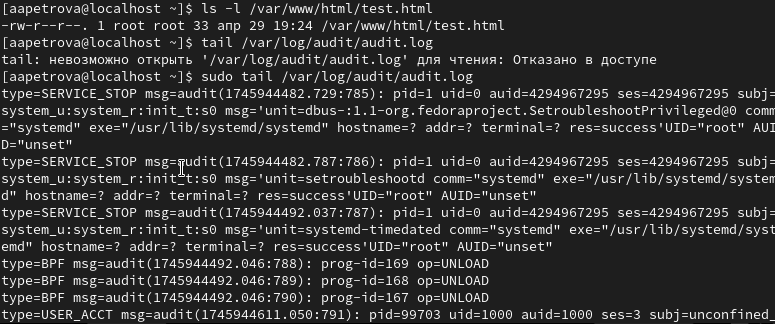 [aapetrova@localhost ~]$ ls -l /var/www/html/test.html
-rw-r--r--. 1 root root 33 апр 29 19:24 /var/www/html/test.html
[aapetrova@localhost ~]$ tail /var/log/audit/audit.log
tail: невозможно открыть '/var/log/audit/audit.log' для чтения: Отказано в доступе
[aapetrova@localhost ~]$ sudo tail /var/log/audit/audit.log
type=SERVICE_STOP msg=audit(1745944482.729:785): pid=1 uid=0 auid=4294967295 ses=4294967295 subj=
system_u:system_r:init_t:s0 msg='unit=dbus-:1.1-org.fedoraproject.SetroubleshootPrivileged@0 comm
="systemd" exe="/usr/lib/systemd/systemd" hostname=? addr=? terminal=? res=success'UID="root" AUI
D="unset"
type=SERVICE_STOP msg=audit(1745944482.787:786): pid=1 uid=0 auid=4294967295 ses=4294967295 subj=
system_u:system_r:init_t:s0 msg='unit=setroubleshootd comm="systemd" exe="/usr/lib/systemd/system
d" hostname=? addr=? terminal=? res=success'UID="root" AUID="unset"
type=SERVICE_STOP msg=audit(1745944492.037:787): pid=1 uid=0 auid=4294967295 ses=4294967295 subj=
system_u:system_r:init_t:s0 msg='unit=systemd-timedated comm="systemd" exe="/usr/lib/systemd/syst
emd" hostname=? addr=? terminal=? res=success'UID="root" AUID="unset"
type=BPF msg=audit(1745944492.046:788): prog-id=169 op=UNLOAD
type=BPF msg=audit(1745944492.046:789): prog-id=168 op=UNLOAD
type=BPF msg=audit(1745944492.046:790): prog-id=167 op=UNLOAD
type=USER_ACCT msg=audit(1745944611.050:791): pid=99703 uid=1000 auid=1000 ses=3 subj=unconfined_